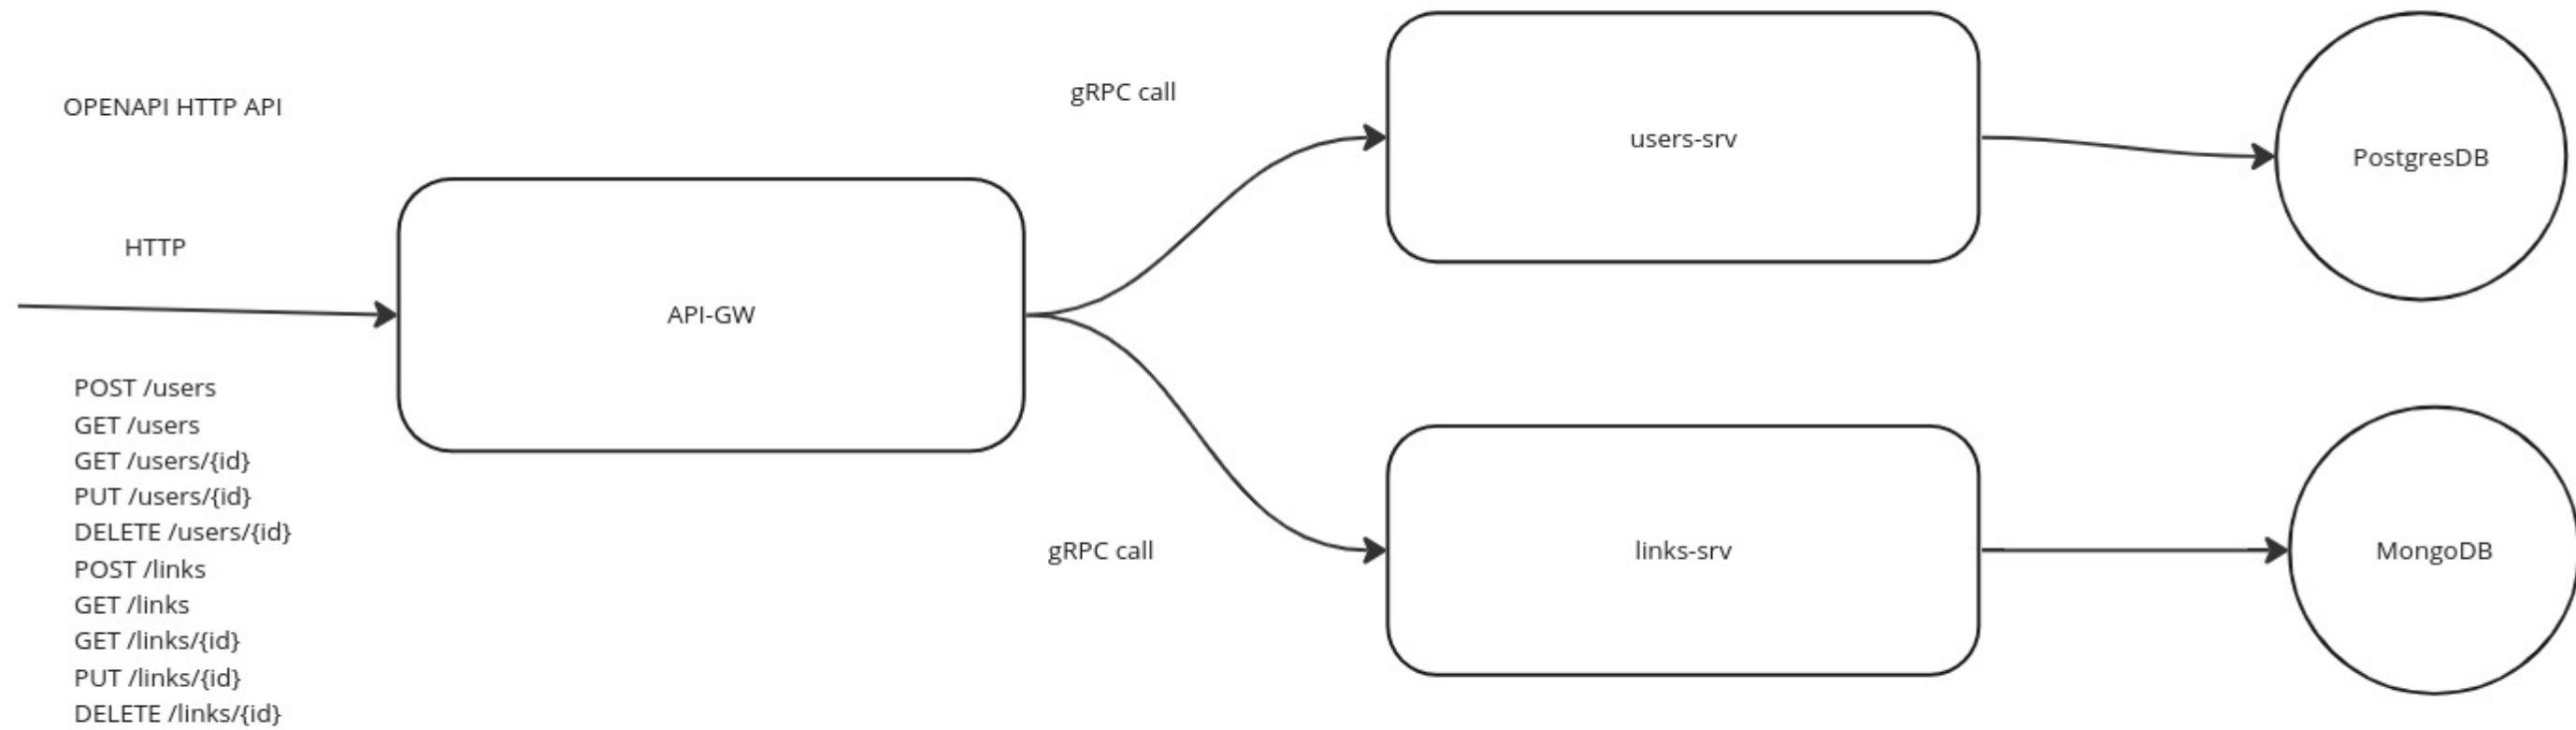 OPENAPI HTTP API
HTTP
POST /users
GET /users
GET /users/{id}
PUT /users/{id}
DELETE /users/{id}
POST /links
GET /links
GET /links/{id}
PUT /links/{id}
DELETE /links/{id}
API-GW
gRPC call
gRPC call
users-srv
links-srv
PostgresDB
MongoDB